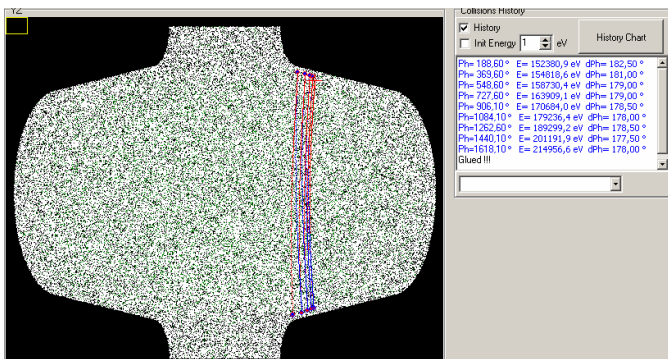 YZ
Collisions History
History
Init Energy 1 eV
History Chart
Ph= 188,60 ° E= 152380,9 eV dPh= 182,50 °
Ph= 369,60 ° E= 154818,6 eV dPh= 181,00 °
Ph= 548,60 ° E= 158730,4 eV dPh= 179,00 °
Ph= 727,60 ° E= 163909,1 eV dPh= 179,00 °
Ph= 906,10 ° E= 170684,0 eV dPh= 178,50 °
Ph=1084,10 ° E= 179236,4 eV dPh= 178,00 °
Ph=1262,60 ° E= 189299,2 eV dPh= 178,50 °
Ph=1440,10 ° E= 201191,9 eV dPh= 177,50 °
Ph=1618,10 ° E= 214956,6 eV dPh= 178,00 °
Glued !!!